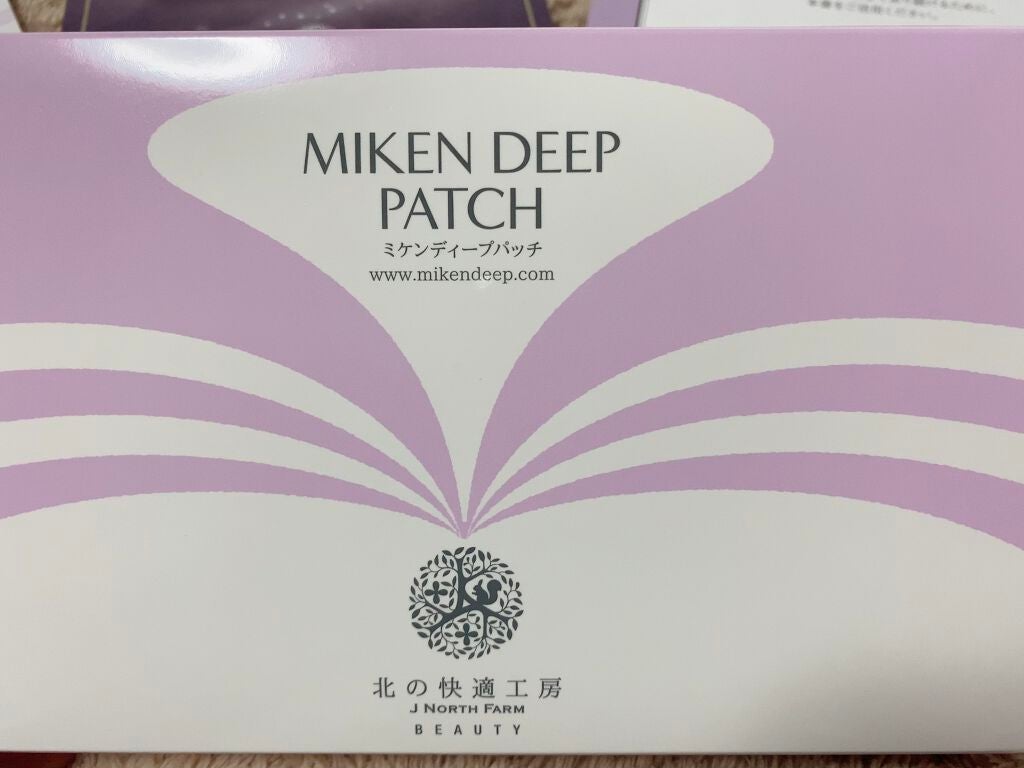 MIKEN DEEP
PATCH
ミケンディープパッチ
www.mikendeep.com
北の快適工房
J NORTH FARM
BEAUTY